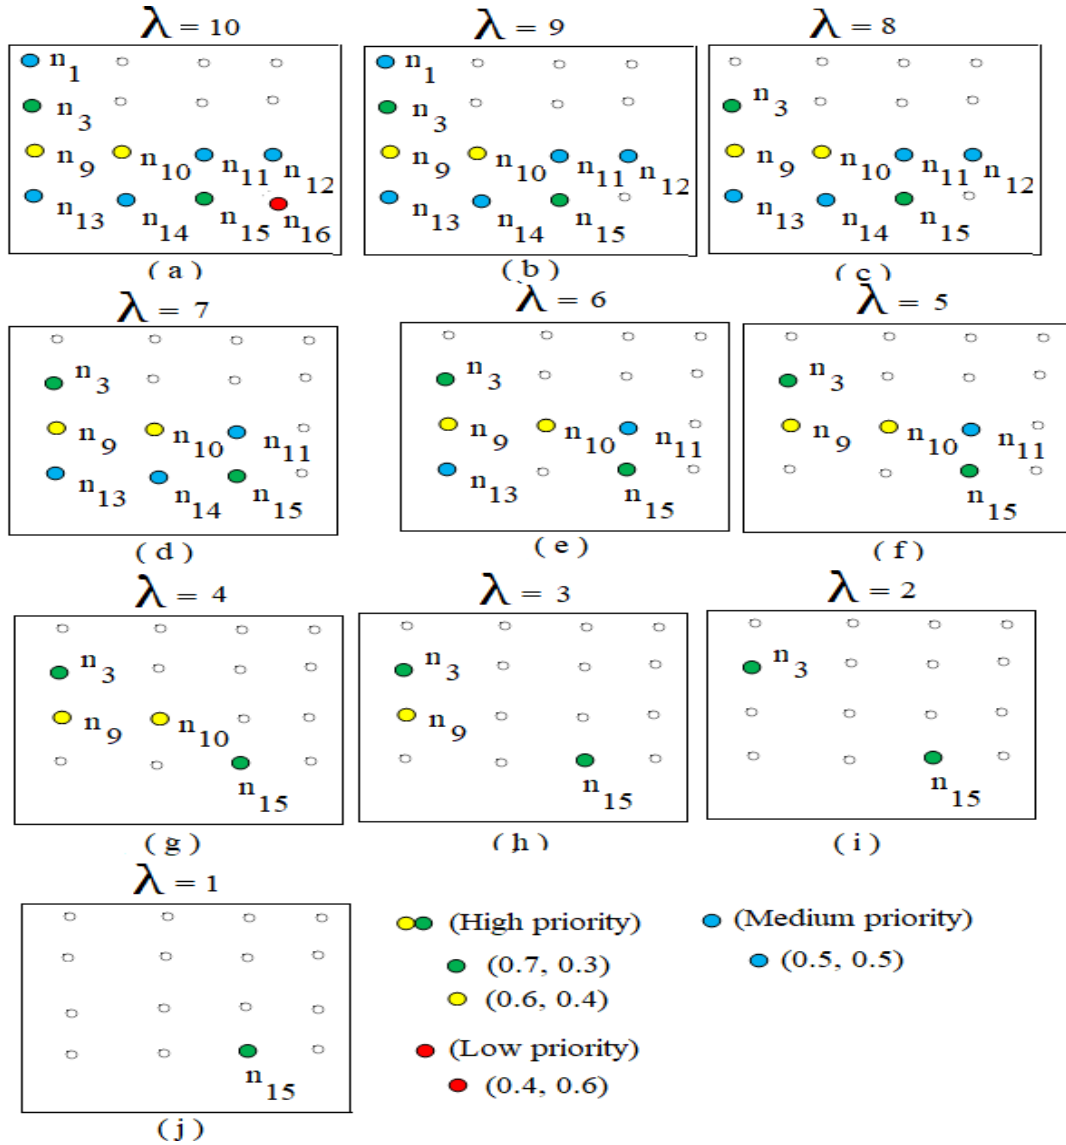 λ = 10 λ = 9 λ = 8
n1 n1
n3 n3 n3
n9 n10 n11 n12 n9 n10 n11 n12 n9 n10 n11 n12
n13 n14 n15 n16 n13 n14 n15 n13 n14 n15
( a ) ( b ) ( c )
λ = 7 λ = 6 λ = 5
n3 n3 n3
n9 n10 n11 n9 n10 n11 n9 n10 n11
n13 n14 n15 n13 n15 n15
( d ) ( e ) ( f )
λ = 4 λ = 3 λ = 2
n3 n3 n3
n9 n10 n9
n15 n15 n15
( g ) ( h ) ( i )
λ = 1
(High priority) (Medium priority)
(0.7, 0.3) (0.5, 0.5)
(0.6, 0.4)
(Low priority)
n15 (0.4, 0.6)
( j )